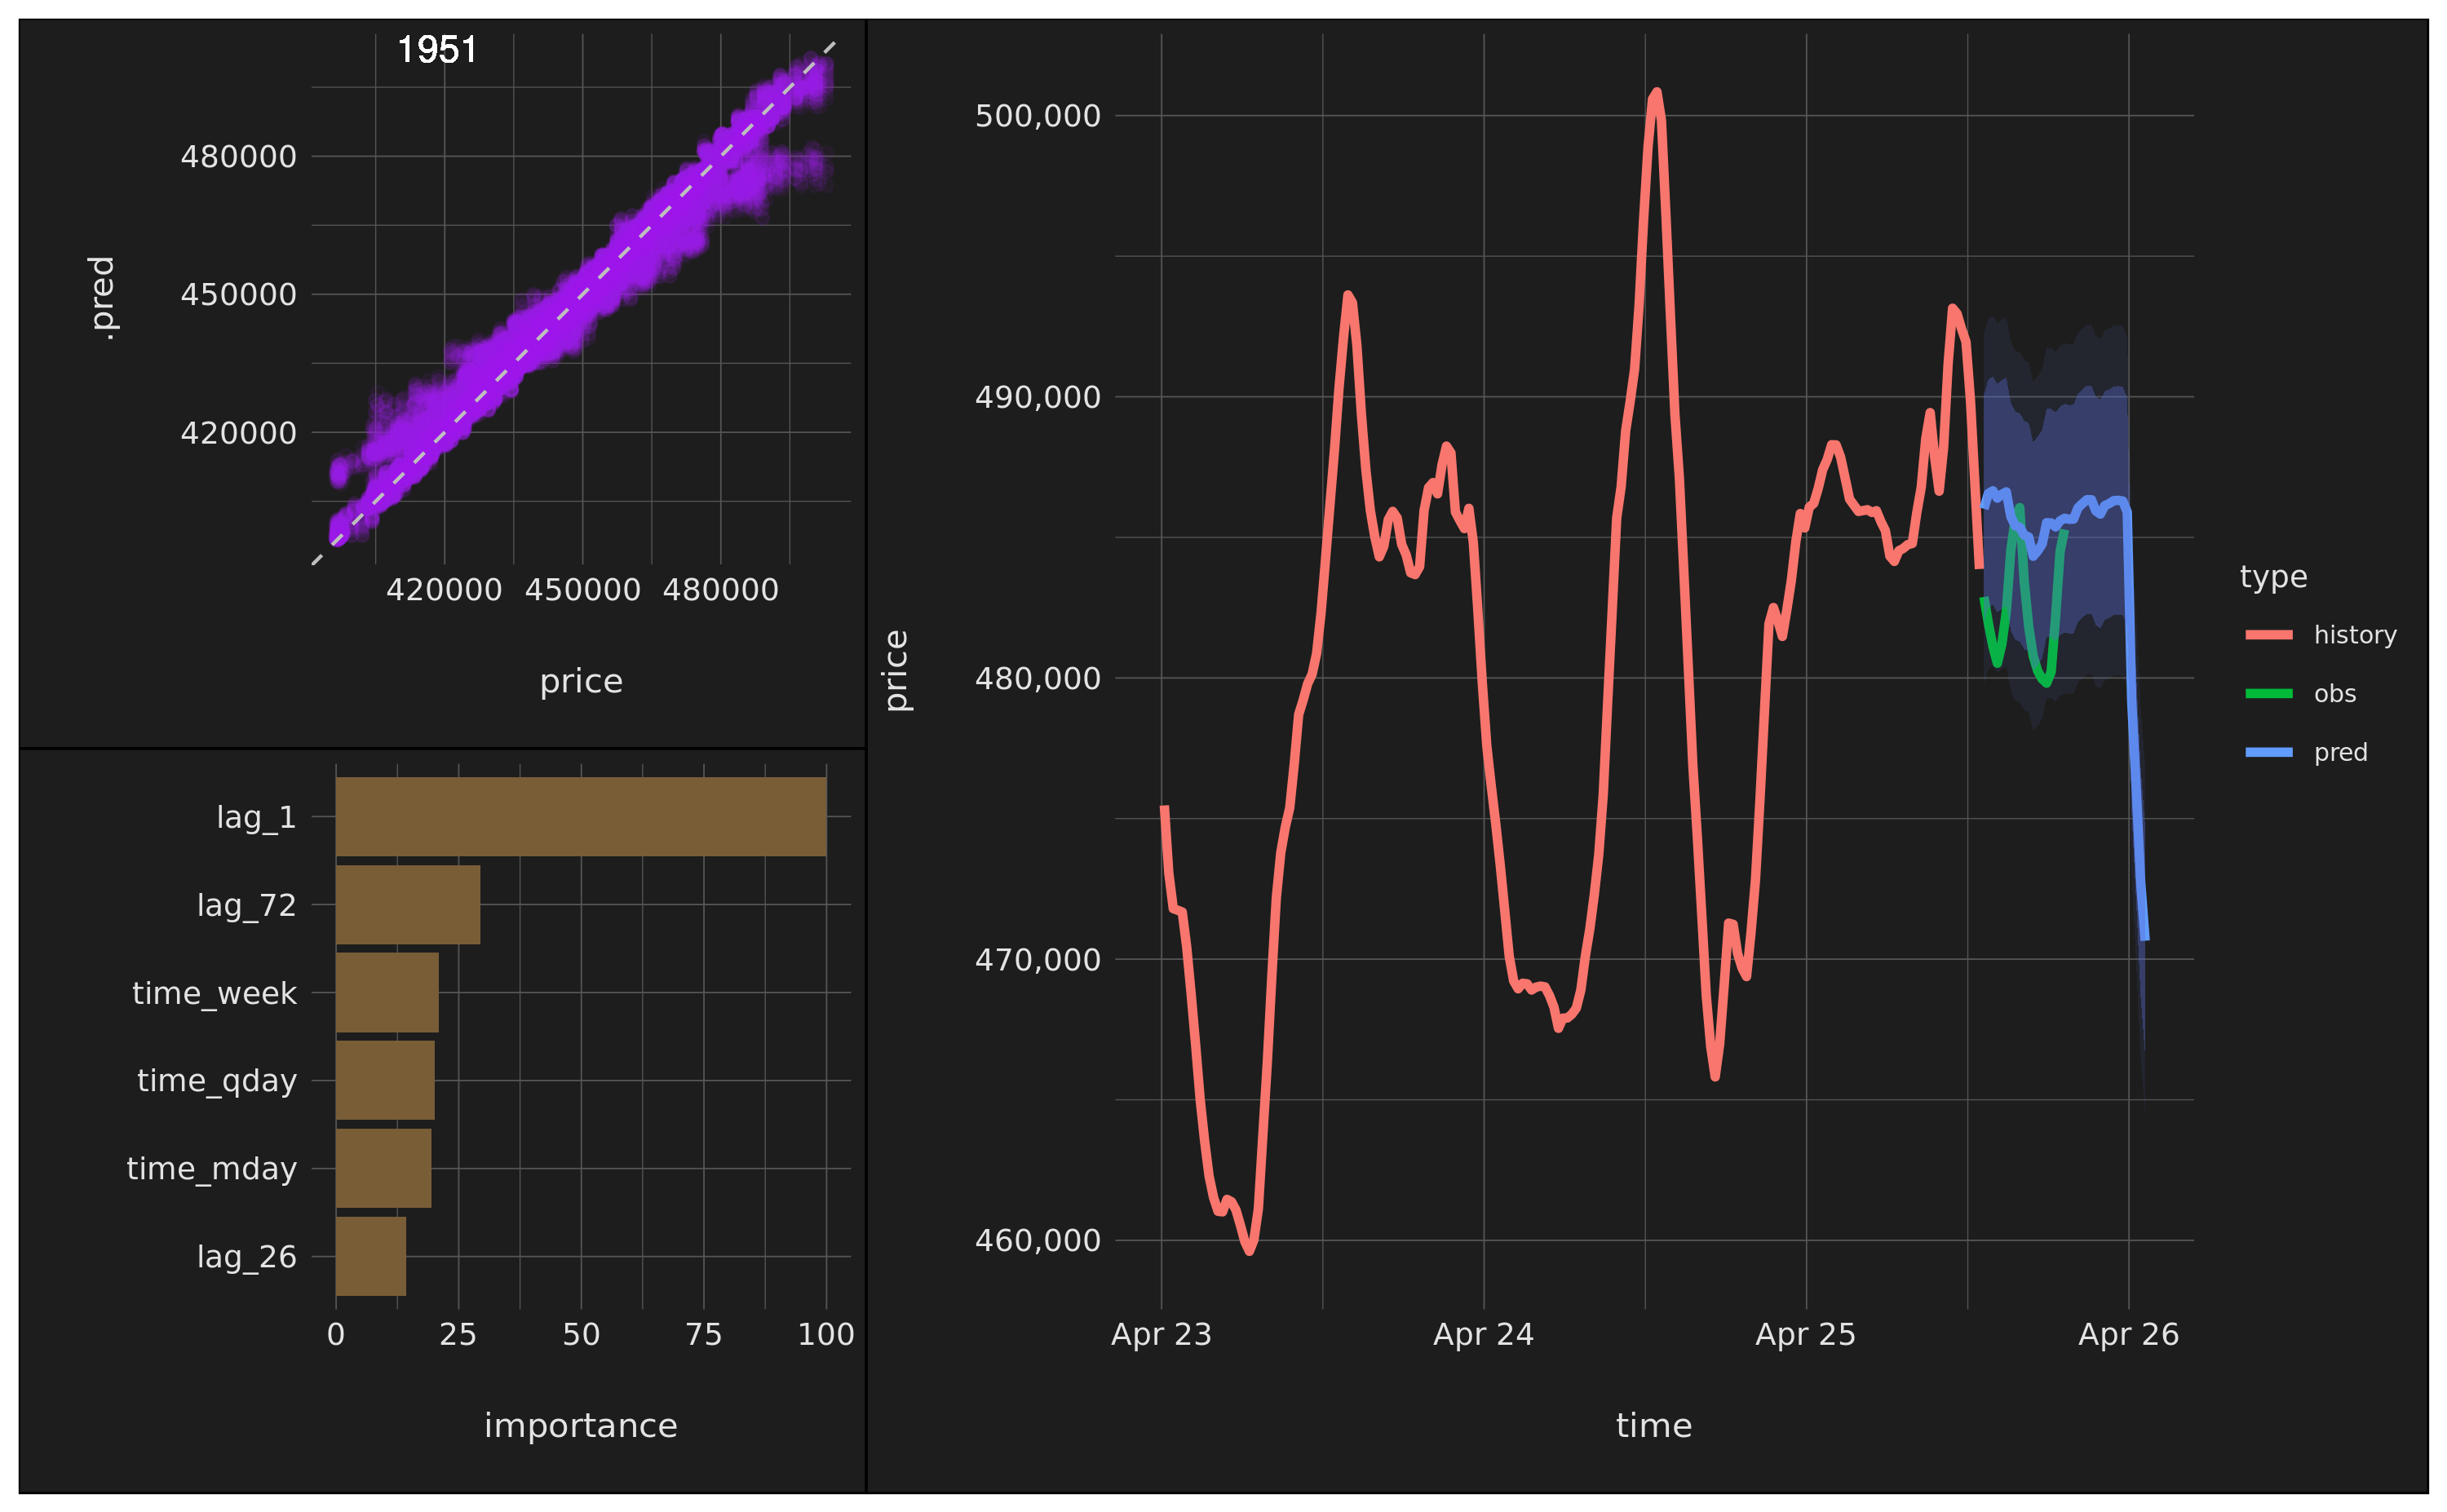 1951
.pred
480000
450000
420000
420000 450000 480000
price
lag_1
lag_72
time_week
time_qday
time_mday
lag_26
0 25 50 75 100
importance
price
500,000
490,000
480,000
470,000
460,000
Apr 23 Apr 24 Apr 25 Apr 26
time
type
history
obs
pred